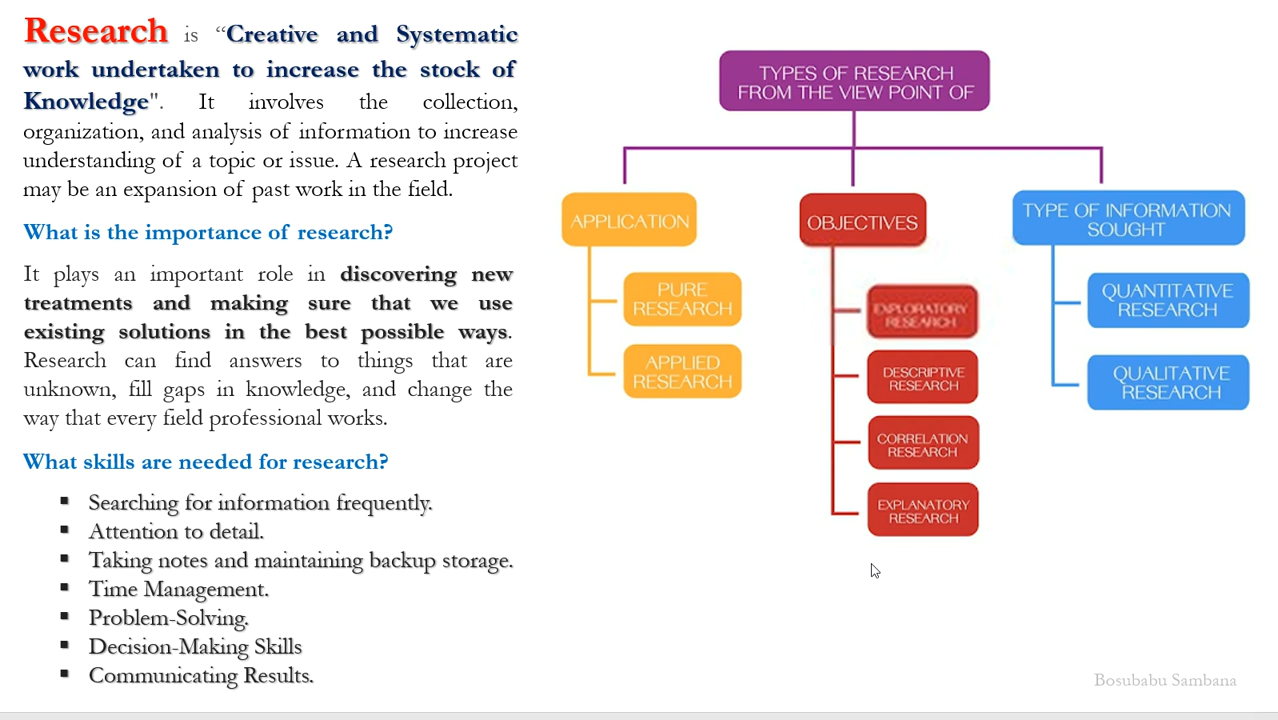 Research is “Creative and Systematic
work undertaken to increase the stock of
Knowledge". It involves the collection,
organization, and analysis of information to increase
understanding of a topic or issue. A research project
may be an expansion of past work in the field.
What is the importance of research?
It plays an important role in discovering new
treatments and making sure that we use
existing solutions in the best possible ways.
Research can find answers to things that are
unknown, fill gaps in knowledge, and change the
way that every field professional works.
What skills are needed for research?
▪ Searching for information frequently.
▪ Attention to detail.
▪ Taking notes and maintaining backup storage.
▪ Time Management.
▪ Problem-Solving.
▪ Decision-Making Skills
▪ Communicating Results.
TYPES OF RESEARCH
FROM THE VIEW POINT OF
APPLICATION
PURE
RESEARCH
APPLIED
RESEARCH
OBJECTIVES
EXPLORATORY
RESEARCH
DESCRIPTIVE
RESEARCH
CORRELATION
RESEARCH
EXPLANATORY
RESEARCH
TYPE OF INFORMATION
SOUGHT
QUANTITATIVE
RESEARCH
QUALITATIVE
RESEARCH
Bosubabu Sambana